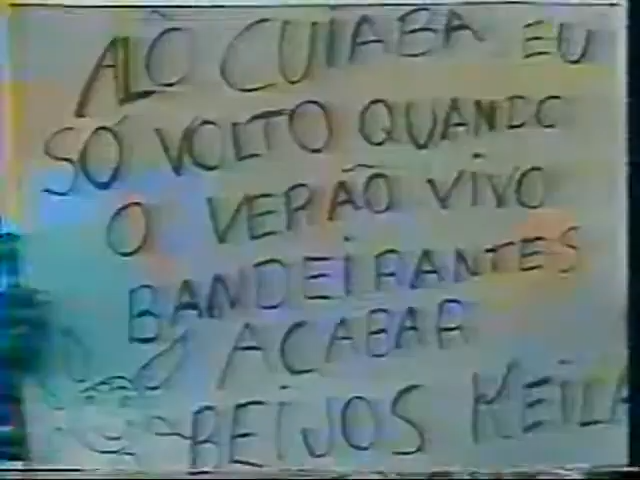 ALÔ CUIABA EU
SÓ VOLTO QUANDO
O VERÃO VIVO
BANDEIRANTES
ACABAR
BEIJOS KEILA